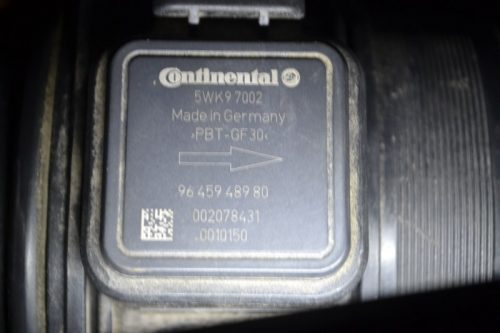 Continental
5WK9 7002
Made in Germany
>PBT-GF30<
96 459 489 80
002078431
.0010150